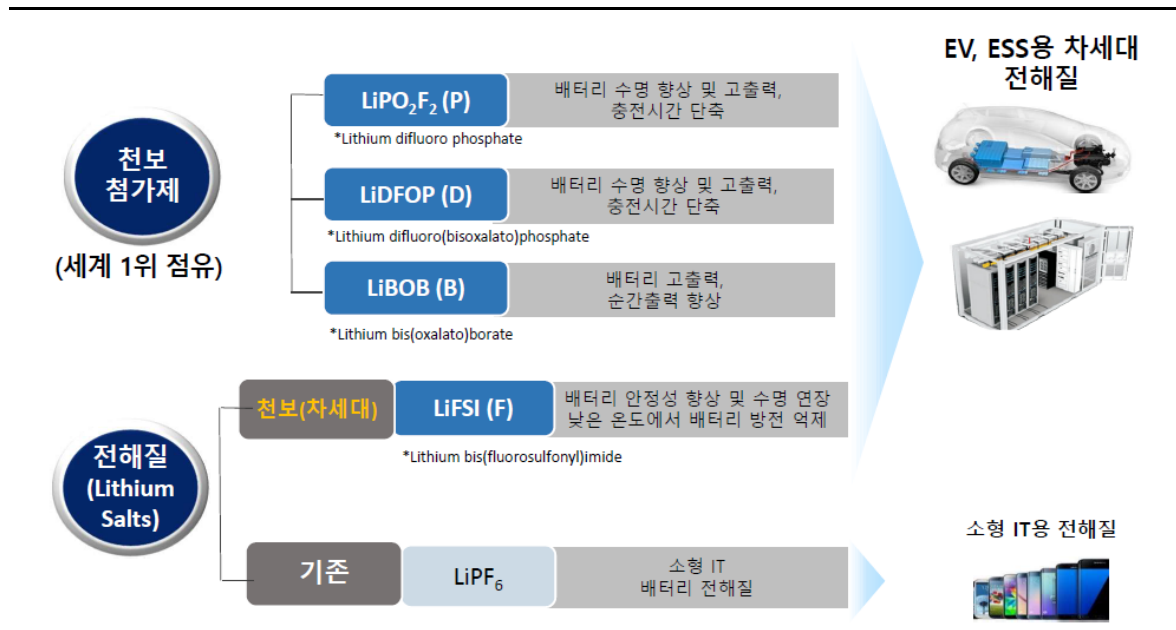 EV, ESS용 차세대
전해질
천보
첨가제
(세계 1위 점유)
LiPO₂F₂ (P)
배터리 수명 향상 및 고출력,
충전시간 단축
*Lithium difluoro phosphate
LiDFOP (D)
배터리 수명 향상 및 고출력,
충전시간 단축
*Lithium difluoro(bisoxalato)phosphate
LiBOB (B)
배터리 고출력,
순간출력 향상
*Lithium bis(oxalato)borate
전해질
(Lithium
Salts)
천보(차세대)
LiFSI (F)
배터리 안정성 향상 및 수명 연장
낮은 온도에서 배터리 방전 억제
*Lithium bis(fluorosulfonyl)imide
기존
LiPF₆
소형 IT
배터리 전해질
소형 IT용 전해질